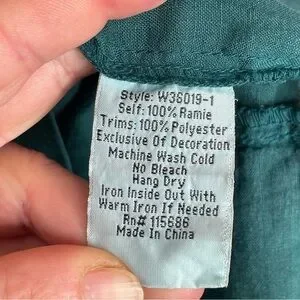 Style: W36019-1
Self: 100% Ramie
Trims: 100% Polyester
Exclusive Of Decoration
Machine Wash Cold
No Bleach
Hang Dry
Iron Inside Out With
Warm Iron If Needed
Rn# 115686
Made In China